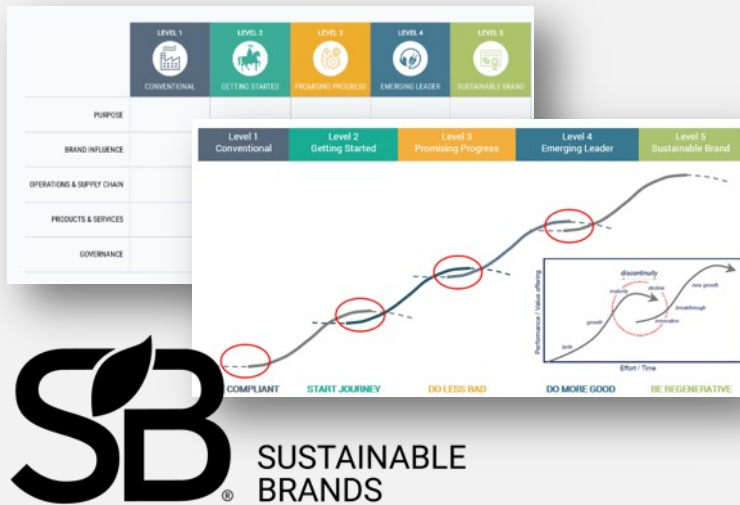 LEVEL 1 LEVEL 2 LEVEL 3 LEVEL 4 LEVEL 5
CONVENTIONAL GETTING STARTED PROMISING PROGRESS EMERGING LEADER SUSTAINABLE BRAND
PURPOSE
BRAND INFLUENCE
OPERATIONS & SUPPLY CHAIN
PRODUCTS & SERVICES
GOVERNANCE
Level 1 Level 2 Level 3 Level 4 Level 5
Conventional Getting Started Promising Progress Emerging Leader Sustainable Brand
discontinuity
maturity decline new growth
growth breakthrough
innovation
birth
Performance / Value offering
Effort / Time
COMPLIANT START JOURNEY DO LESS BAD DO MORE GOOD BE REGENERATIVE
SB®
SUSTAINABLE
BRANDS